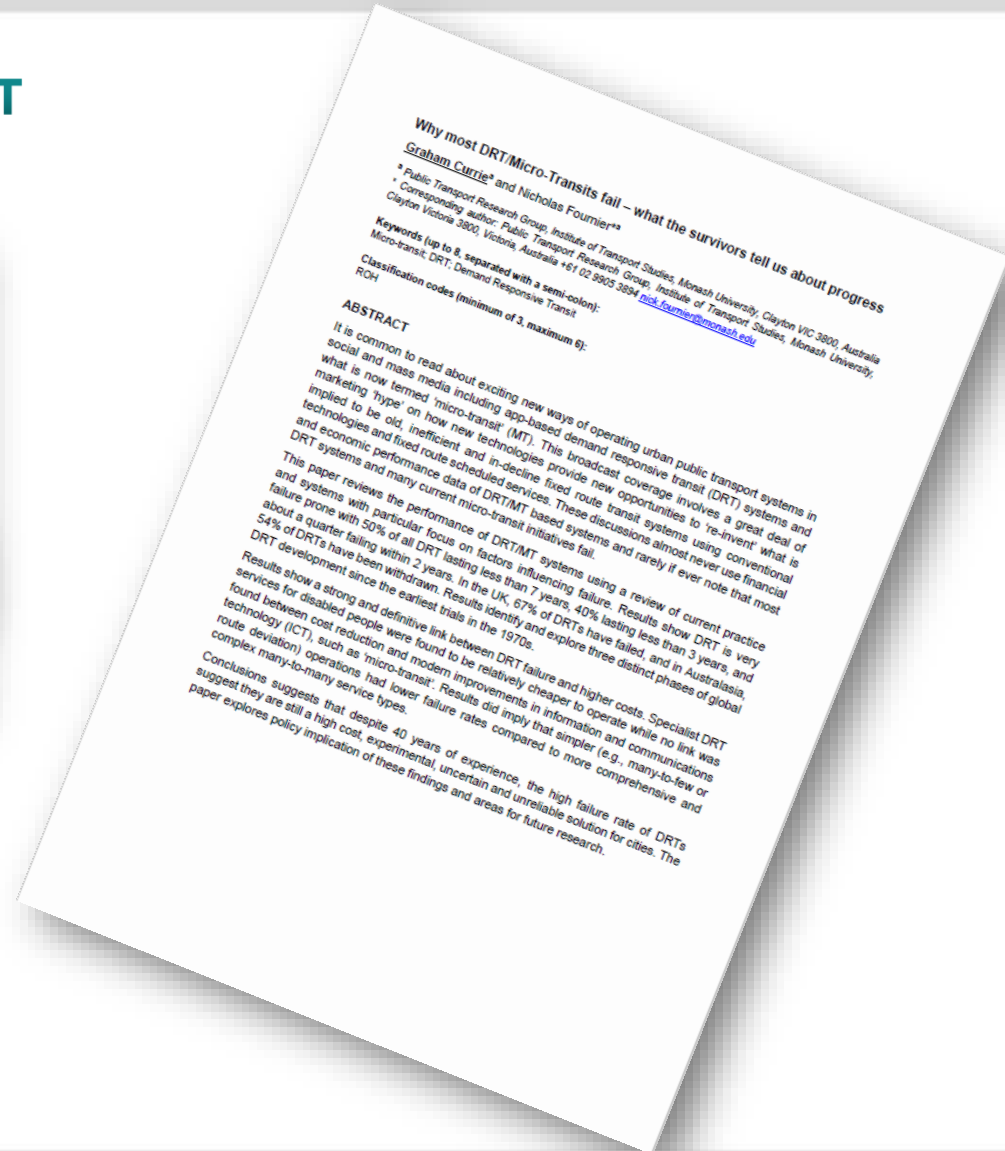 T
Why most DRT/Micro-Transits fail – what the survivors tell us about progress
Graham Currieª and Nicholas Fournier*ª
ª Public Transport Research Group, Institute of Transport Studies, Monash University, Clayton VIC 3800, Australia
* Corresponding author: Public Transport Research Group, Institute of Transport Studies, Monash University,
Clayton Victoria 3800, Victoria, Australia +61 02 9905 3894 nick.fournier@monash.edu
Keywords (up to 8, separated with a semi-colon):
Micro-transit; DRT; Demand Responsive Transit
Classification codes (minimum of 3, maximum 6):
ROH
ABSTRACT
It is common to read about exciting new ways of operating urban public transport systems in
social and mass media including app-based demand responsive transit (DRT) systems and
what is now termed 'micro-transit' (MT). This broadcast coverage involves a great deal of
marketing 'hype' on how new technologies provide new opportunities to 're-invent' what is
implied to be old, inefficient and in-decline fixed route transit systems using conventional
technologies and fixed route scheduled services. These discussions almost never use financial
and economic performance data of DRT/MT based systems and rarely if ever note that most
DRT systems and many current micro-transit initiatives fail.
This paper reviews the performance of DRT/MT systems using a review of current practice
and systems with particular focus on factors influencing failure. Results show DRT is very
failure prone with 50% of all DRT lasting less than 7 years, 40% lasting less than 3 years, and
about a quarter failing within 2 years. In the UK, 67% of DRTs have failed, and in Australasia,
54% of DRTs have been withdrawn. Results identify and explore three distinct phases of global
DRT development since the earliest trials in the 1970s.
Results show a strong and definitive link between DRT failure and higher costs. Specialist DRT
services for disabled people were found to be relatively cheaper to operate while no link was
found between cost reduction and modern improvements in information and communications
technology (ICT), such as 'micro-transit'. Results did imply that simpler (e.g., many-to-few or
route deviation) operations had lower failure rates compared to more comprehensive and
complex many-to-many service types.
Conclusions suggests that despite 40 years of experience, the high failure rate of DRTs
suggest they are still a high cost, experimental, uncertain and unreliable solution for cities. The
paper explores policy implication of these findings and areas for future research.